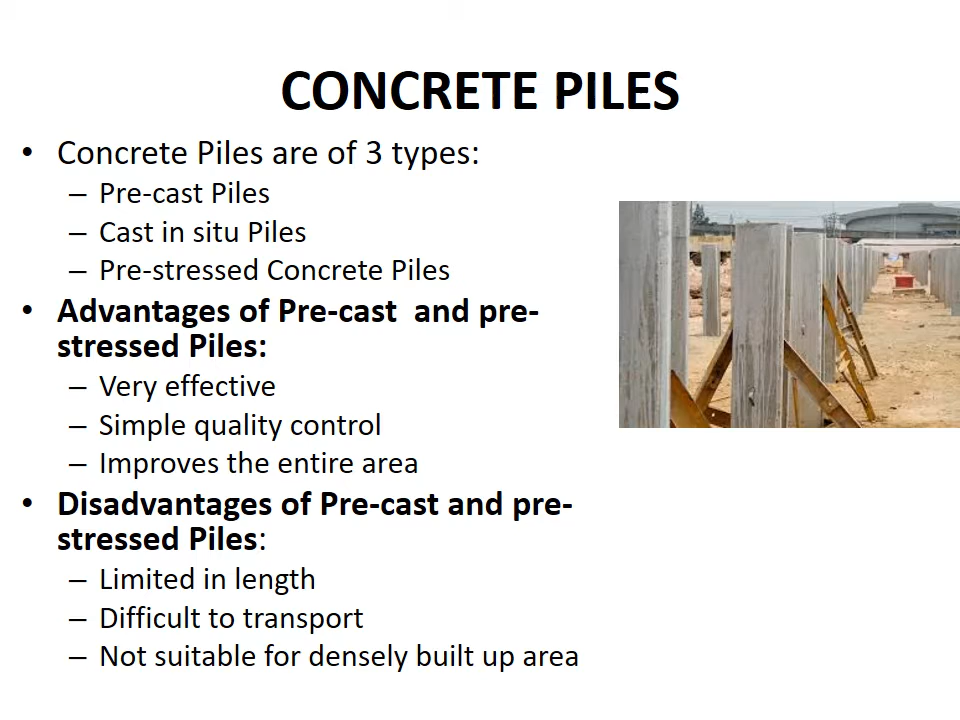 CONCRETE PILES
• Concrete Piles are of 3 types:
– Pre-cast Piles
– Cast in situ Piles
– Pre-stressed Concrete Piles
• Advantages of Pre-cast  and pre-
stressed Piles:
– Very effective
– Simple quality control
– Improves the entire area
• Disadvantages of Pre-cast and pre-
stressed Piles:
– Limited in length
– Difficult to transport
– Not suitable for densely built up area